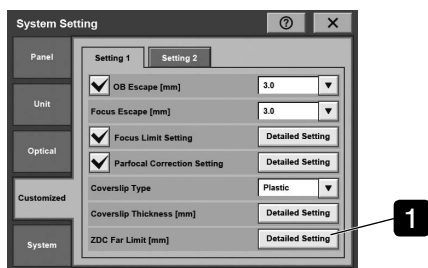 System Setting
?
X
Panel
Unit
Optical
Customized
System
Setting 1
Setting 2
OB Escape [mm] 3.0
Focus Escape [mm] 3.0
Focus Limit Setting Detailed Setting
Parfocal Correction Setting Detailed Setting
Coverslip Type Plastic
Coverslip Thickness [mm] Detailed Setting
ZDC Far Limit [mm] Detailed Setting
1